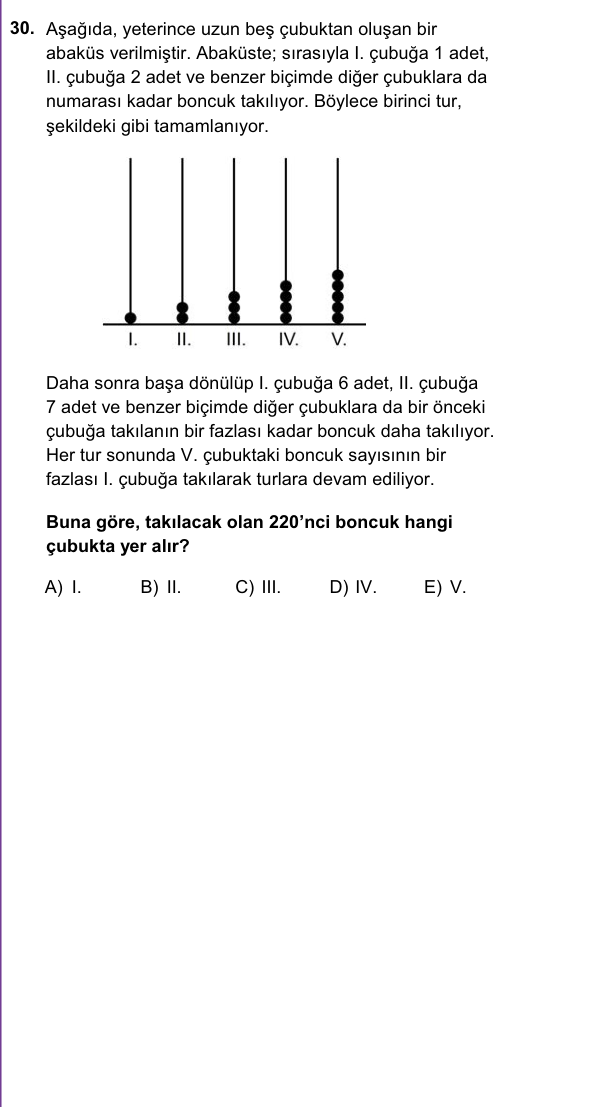 30. Aşağıda, yeterince uzun beş çubuktan oluşan bir
abaküs verilmiştir. Abaküste; sırasıyla I. çubuğa 1 adet,
II. çubuğa 2 adet ve benzer biçimde diğer çubuklara da
numarası kadar boncuk takılıyor. Böylece birinci tur,
şekildeki gibi tamamlanıyor.
I. II. III. IV. V.
Daha sonra başa dönülüp I. çubuğa 6 adet, II. çubuğa
7 adet ve benzer biçimde diğer çubuklara da bir önceki
çubuğa takılanın bir fazlası kadar boncuk daha takılıyor.
Her tur sonunda V. çubuktaki boncuk sayısının bir
fazlası I. çubuğa takılarak turlara devam ediliyor.
Buna göre, takılacak olan 220’nci boncuk hangi
çubukta yer alır?
A) I. B) II. C) III. D) IV. E) V.